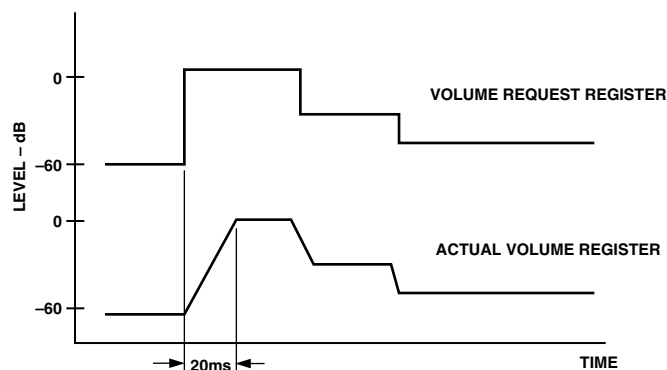 0
VOLUME REQUEST REGISTER
LEVEL – dB
–60
0
ACTUAL VOLUME REGISTER
–60
20ms
TIME